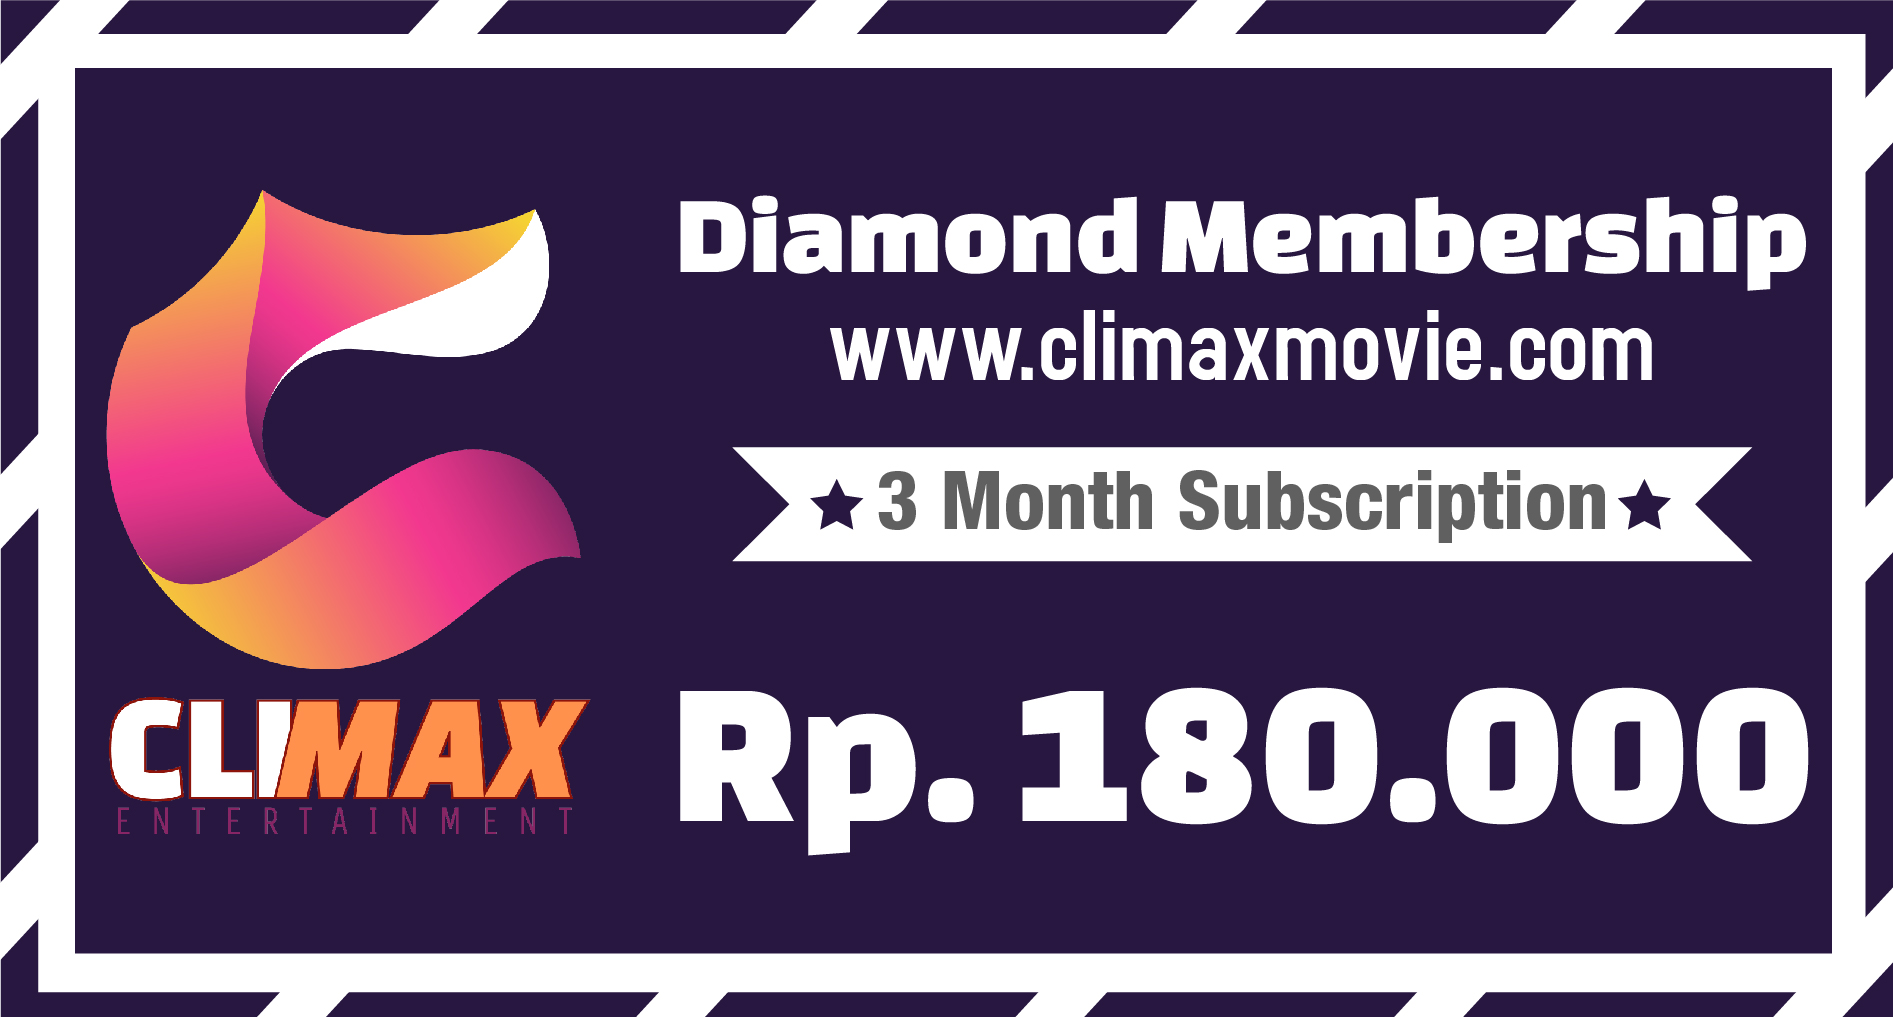 Diamond Membership
www.climaxmovie.com
3 Month Subscription
Rp. 180.000
CLIMAX
ENTERTAINMENT